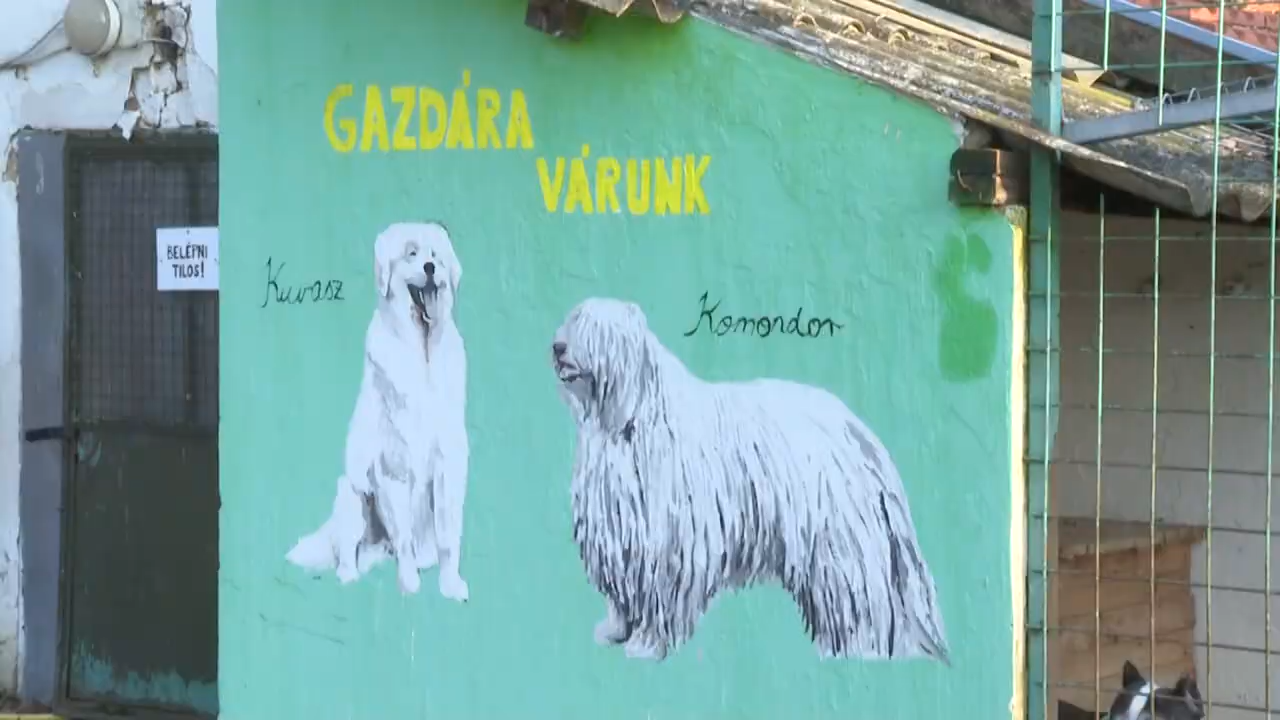 GAZDÁRA
VÁRUNK
BELÉPNI
TILOS!
Kuvasz
Komondor